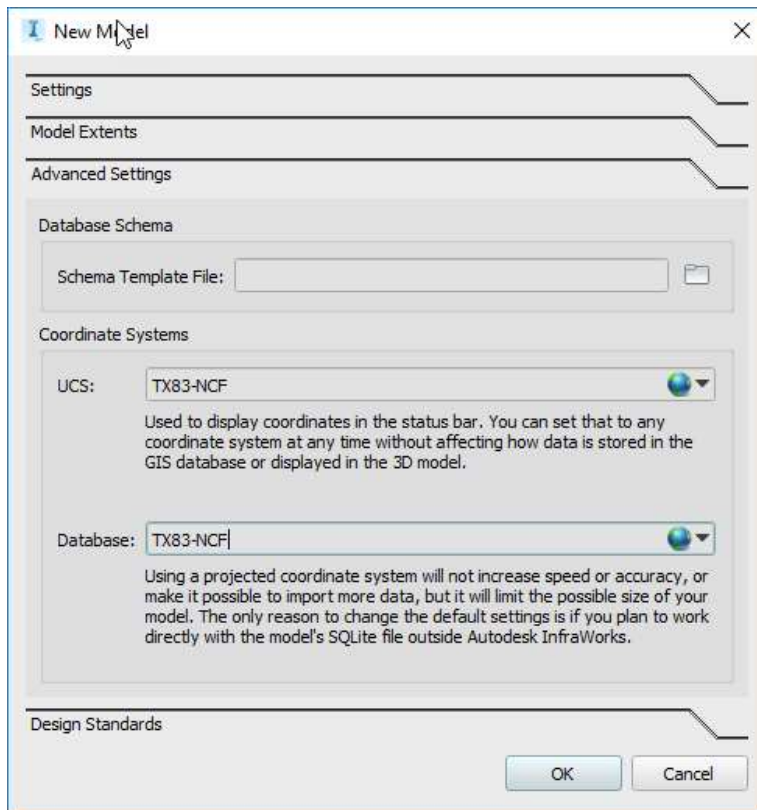 New Model
Settings
Model Extents
Advanced Settings
Database Schema
Schema Template File:
Coordinate Systems
UCS: TX83-NCF
Used to display coordinates in the status bar. You can set that to any
coordinate system at any time without affecting how data is stored in the
GIS database or displayed in the 3D model.
Database: TX83-NCF
Using a projected coordinate system will not increase speed or accuracy, or
make it possible to import more data, but it will limit the possible size of your
model. The only reason to change the default settings is if you plan to work
directly with the model's SQLite file outside Autodesk InfraWorks.
Design Standards
OK Cancel